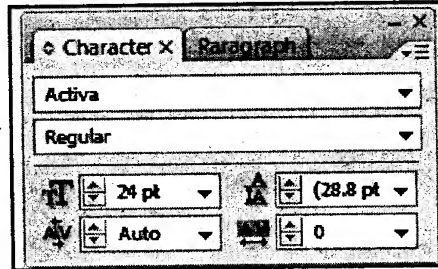 Character × Paragraph
Activa
Regular
24 pt (28.8 pt
Auto 0